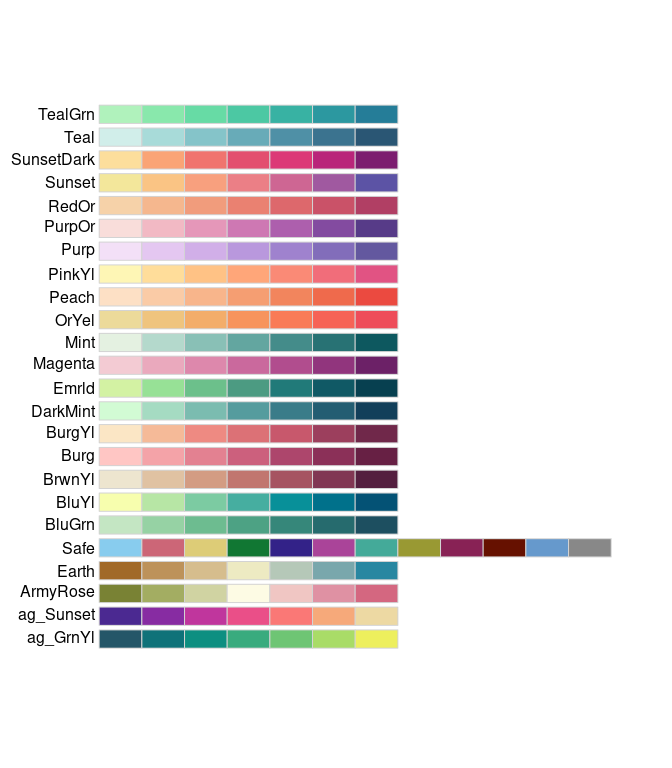 TealGrn
Teal
SunsetDark
Sunset
RedOr
PurpOr
Purp
PinkYl
Peach
OrYel
Mint
Magenta
Emrld
DarkMint
BurgYl
Burg
BrwnYl
BluYl
BluGrn
Safe
Earth
ArmyRose
ag_Sunset
ag_GrnYl